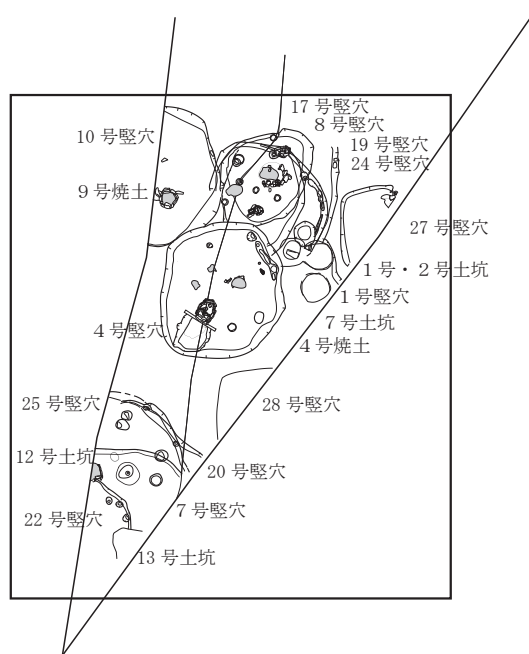 17 号竪穴
8 号竪穴
10 号竪穴
19 号竪穴
24 号竪穴
9 号焼土
27 号竪穴
1 号・2 号土坑
1 号竪穴
7 号土坑
4 号竪穴
4 号焼土
25 号竪穴
28 号竪穴
12 号土坑
20 号竪穴
22 号竪穴
7 号竪穴
13 号土坑